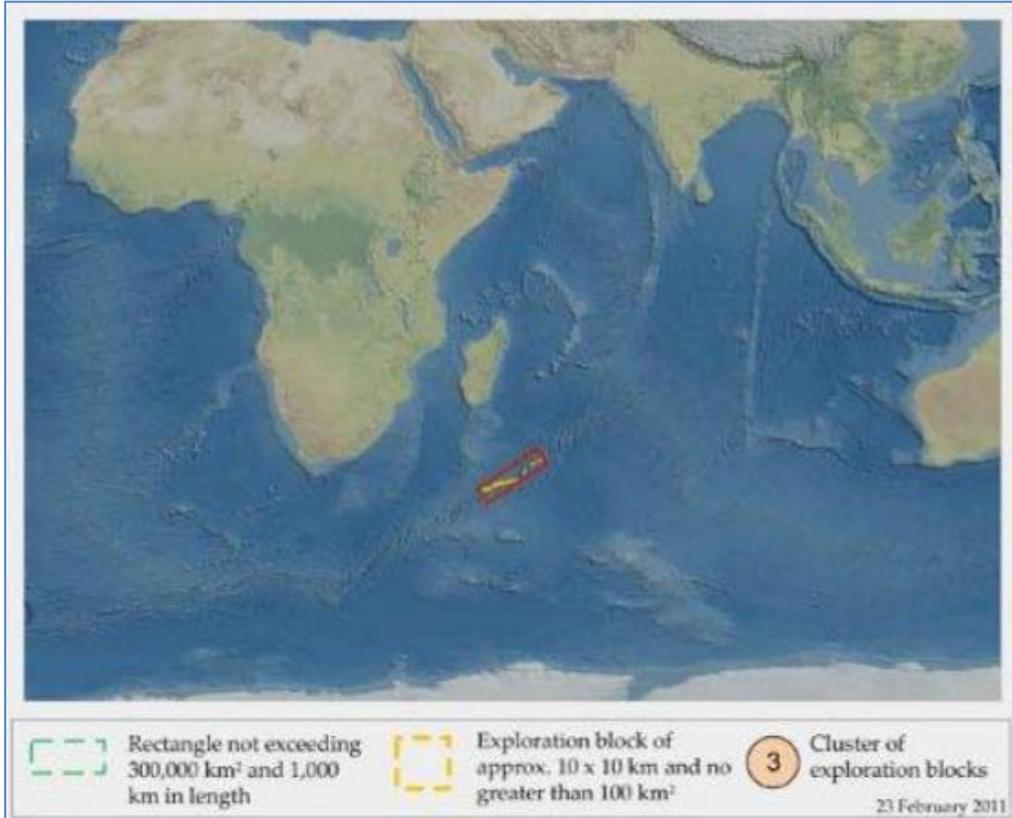 Rectangle not exceeding
300,000 km² and 1,000
km in length
Exploration block of
approx. 10 x 10 km and no
greater than 100 km²
3
Cluster of
exploration blocks
23 February 2011